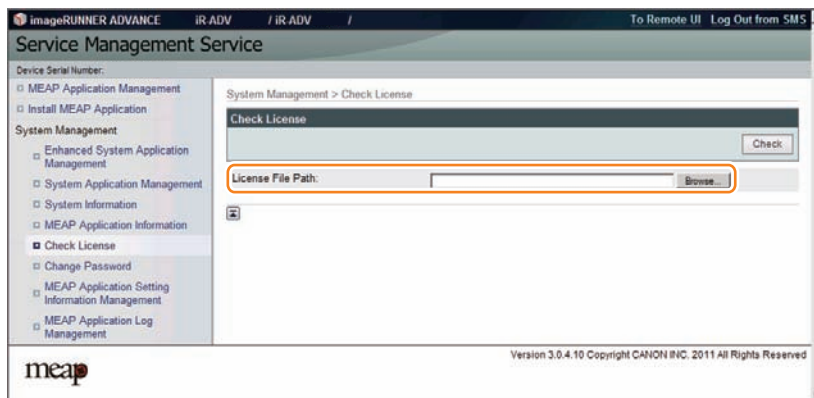 imageRUNNER ADVANCE iR-ADV / iR-ADV /
To Remote UI Log Out from SMS
Service Management Service
Device Serial Number:
MEAP Application Management
Install MEAP Application
System Management
Enhanced System Application
Management
System Application Management
System Information
MEAP Application Information
Check License
Change Password
MEAP Application Setting
Information Management
MEAP Application Log
Management
System Management > Check License
Check License
Check
License File Path:
Browse...
meap
Version 3.0.4.10 Copyright CANON INC. 2011 All Rights Reserved